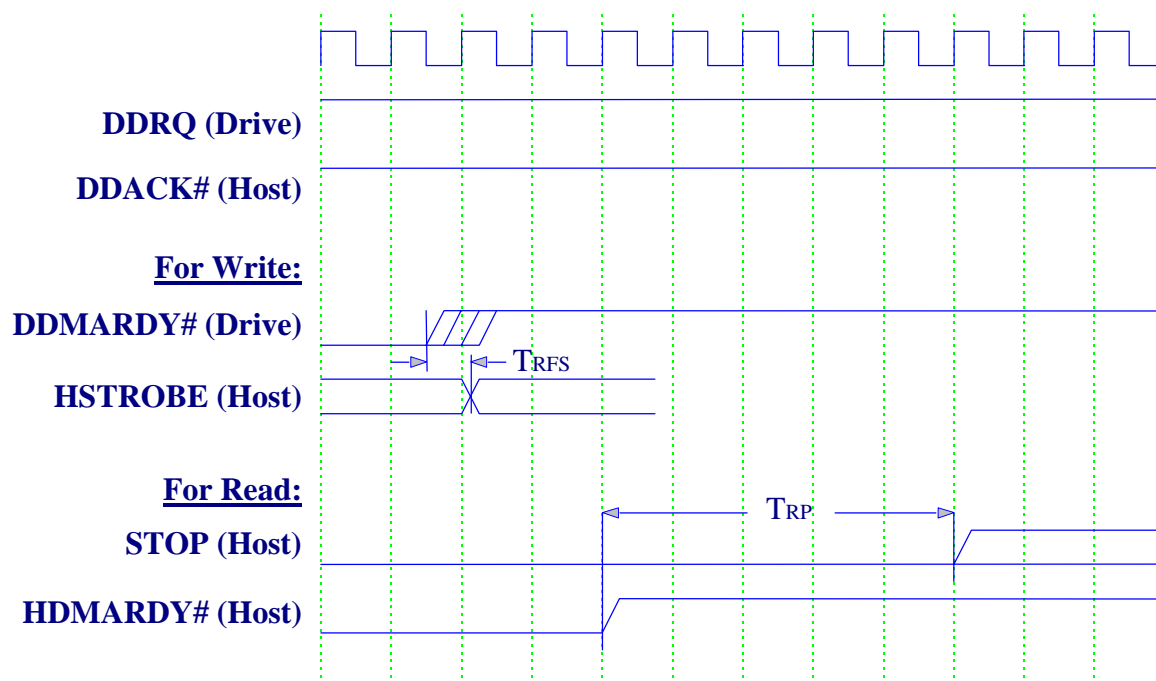 DDRQ (Drive)
DDACK# (Host)
For Write:
DDMARDY# (Drive)
TRFS
HSTROBE (Host)
For Read:
TRP
STOP (Host)
HDMARDY# (Host)